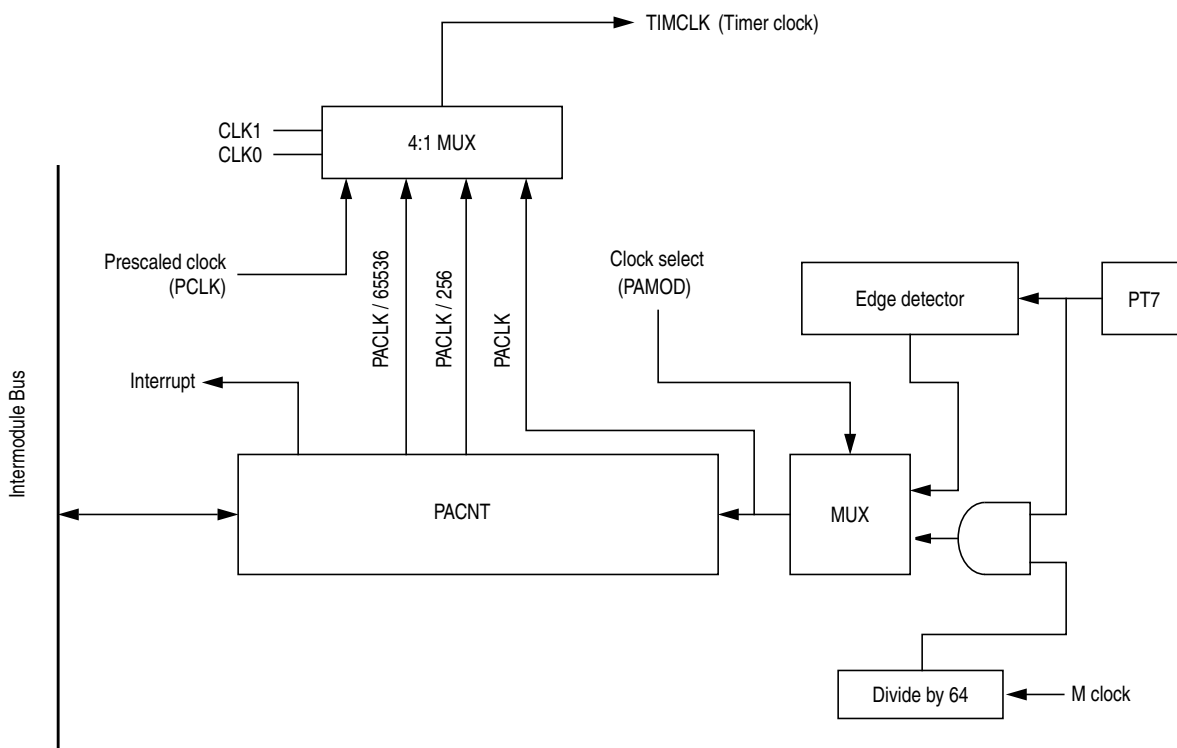 TIMCLK (Timer clock)
CLK1
CLK0
4:1 MUX
Prescaled clock
(PCLK)
PACLK / 65536
PACLK / 256
PACLK
Clock select
(PAMOD)
Edge detector
PT7
Interrupt
Intermodule Bus
PACNT
MUX
Divide by 64
M clock